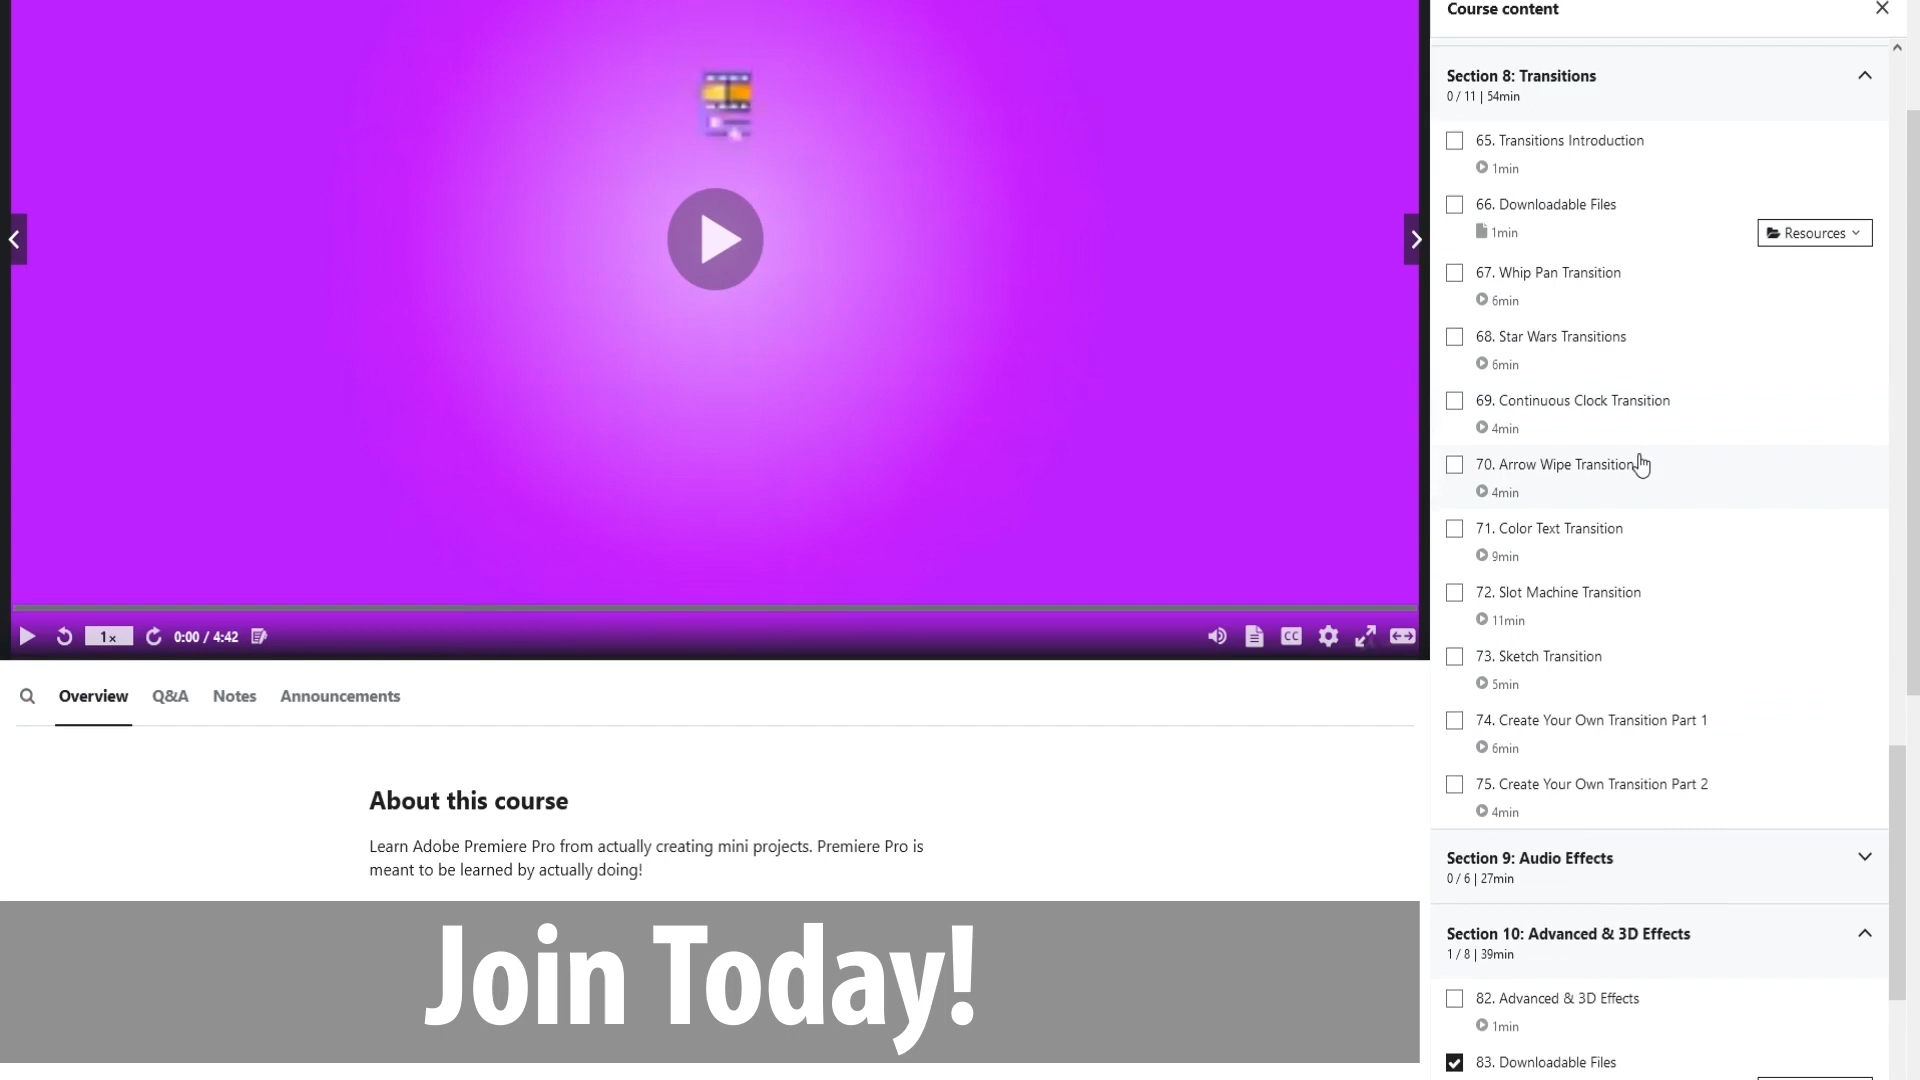 Course content
Section 8: Transitions
0 / 11 | 54min
65. Transitions Introduction
1min
66. Downloadable Files
1min
Resources
67. Whip Pan Transition
6min
68. Star Wars Transitions
6min
69. Continuous Clock Transition
4min
70. Arrow Wipe Transition
4min
71. Color Text Transition
9min
72. Slot Machine Transition
11min
73. Sketch Transition
5min
74. Create Your Own Transition Part 1
6min
75. Create Your Own Transition Part 2
4min
Section 9: Audio Effects
0 / 6 | 27min
Section 10: Advanced & 3D Effects
1 / 8 | 39min
82. Advanced & 3D Effects
1min
83. Downloadable Files
1x
0:00 / 4:42
CC
Overview Q&A Notes Announcements
About this course
Learn Adobe Premiere Pro from actually creating mini projects. Premiere Pro is
meant to be learned by actually doing!
Join Today!